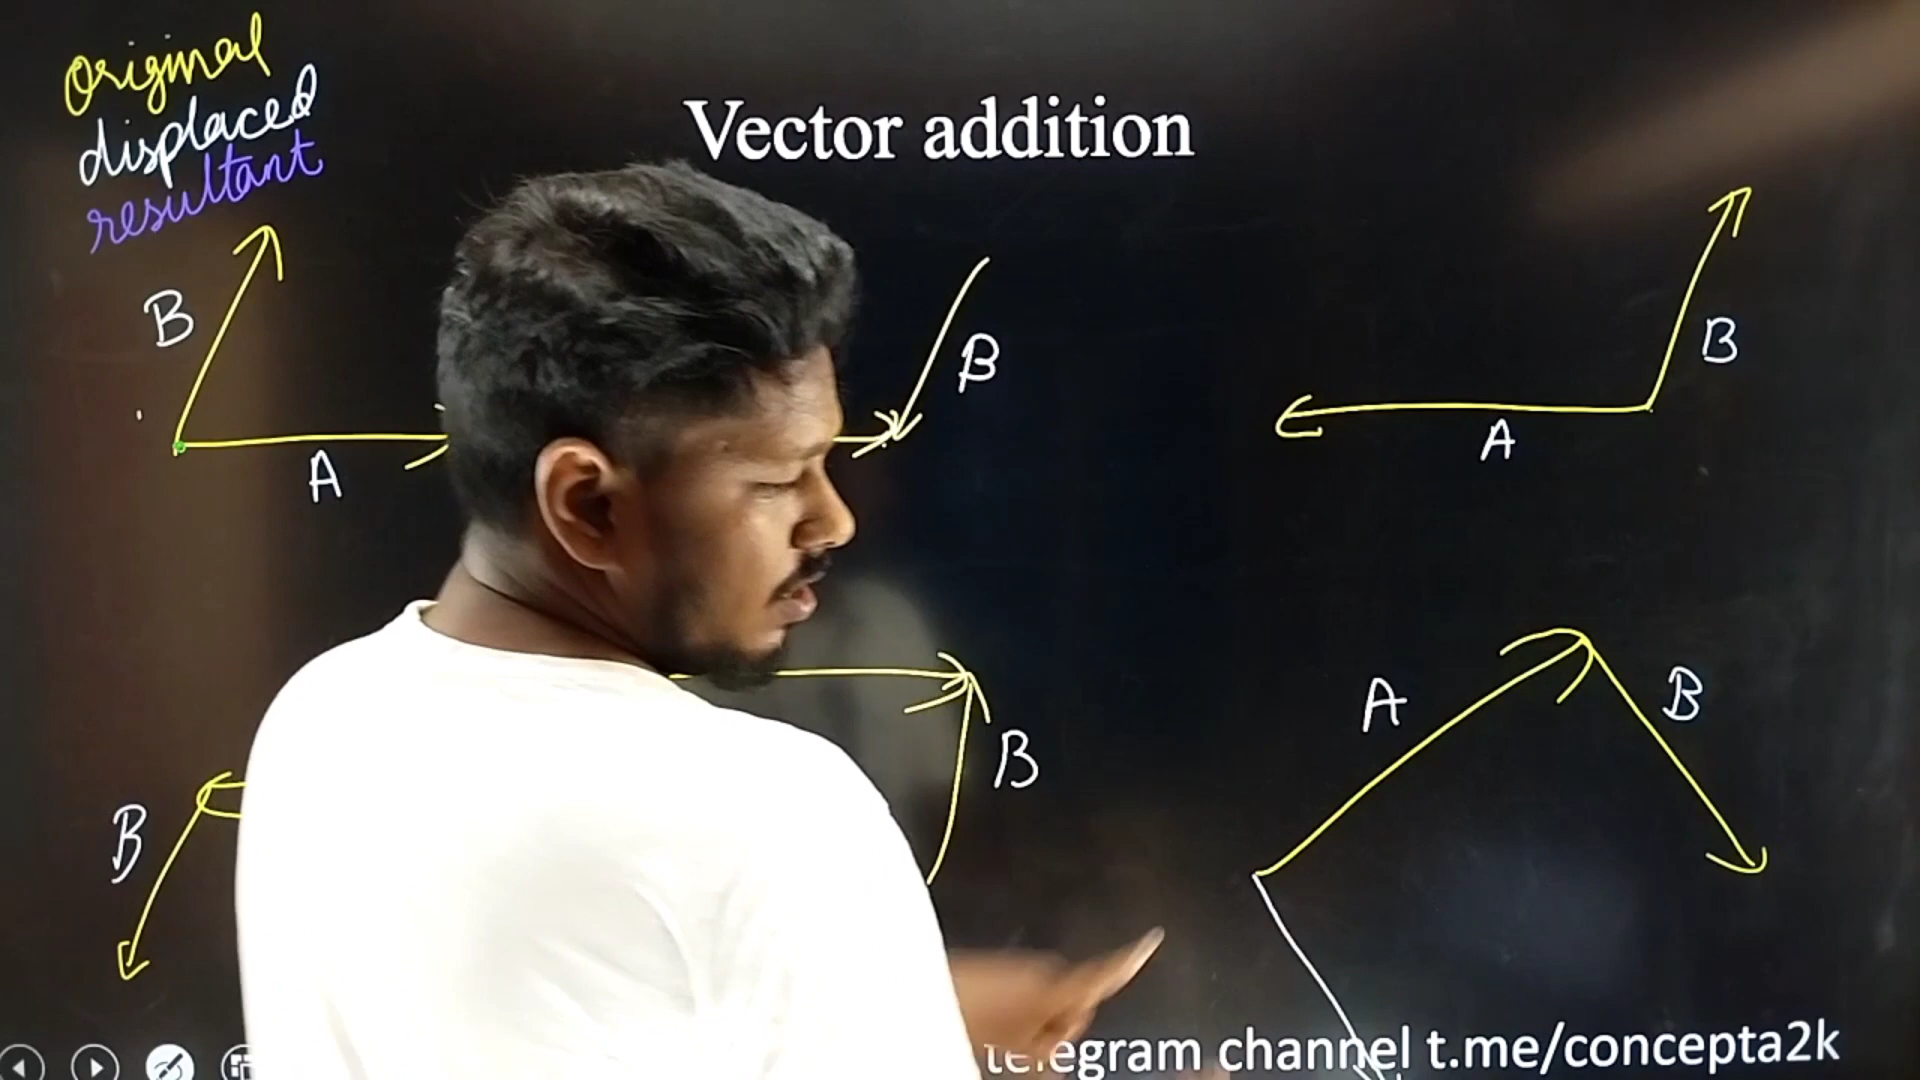 Original
displaced
resultant
Vector addition
B
A
B
A
B
B
B
A
B
telegram channel t.me/concepta2k